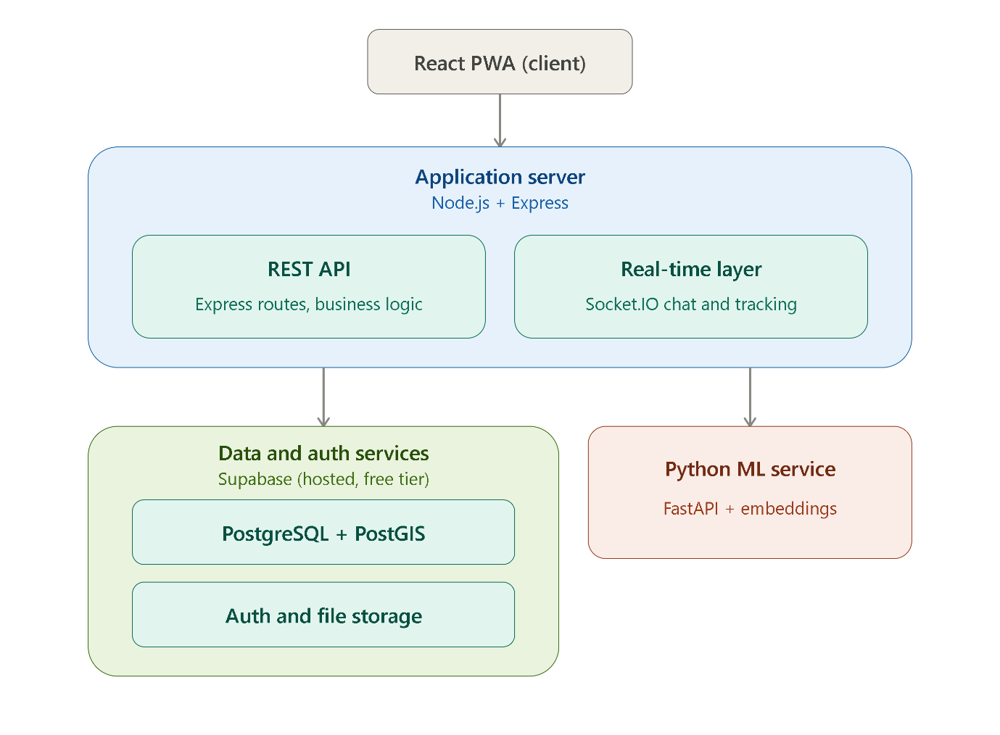 React PWA (client)
Application server
Node.js + Express
REST API
Express routes, business logic
Real-time layer
Socket.IO chat and tracking
Data and auth services
Supabase (hosted, free tier)
PostgreSQL + PostGIS
Auth and file storage
Python ML service
FastAPI + embeddings